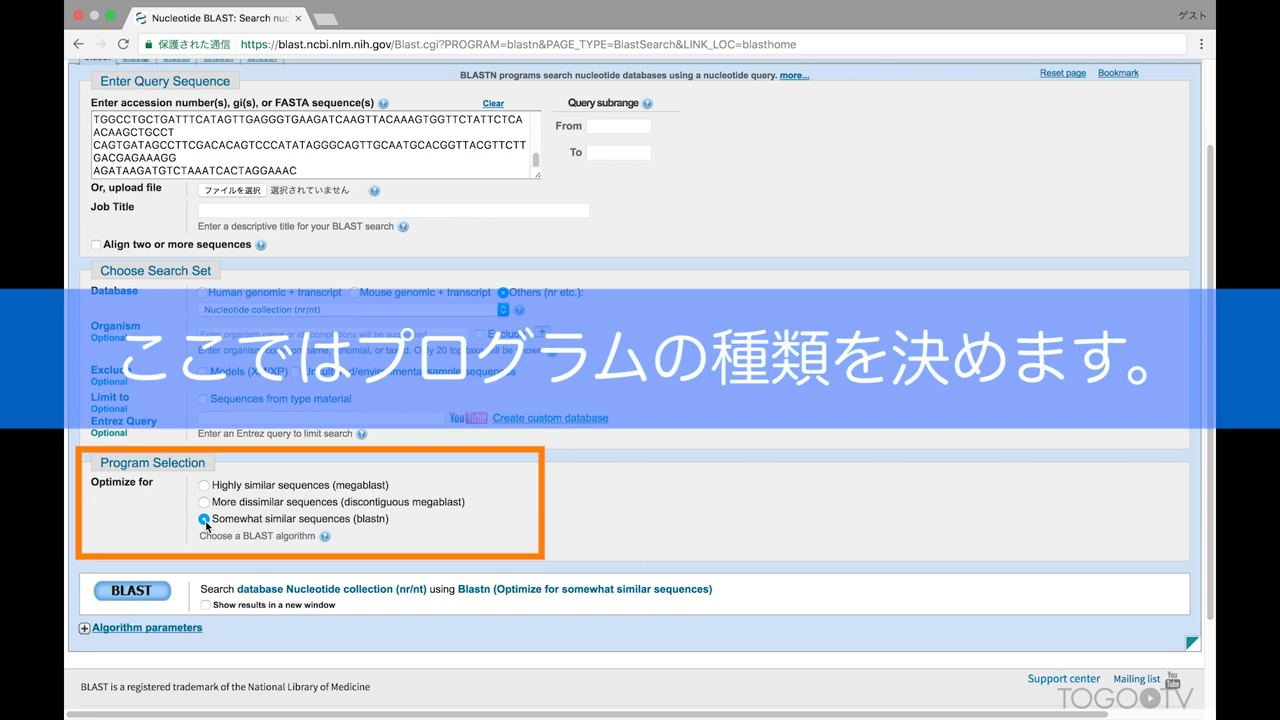 Nucleotide BLAST: Search nuc
ゲスト
保護された通信 https://blast.ncbi.nlm.nih.gov/Blast.cgi?PROGRAM=blastn&PAGE_TYPE=BlastSearch&LINK_LOC=blasthome
Enter Query Sequence
BLASTN programs search nucleotide databases using a nucleotide query. more...
Reset page Bookmark
Enter accession number(s), gi(s), or FASTA sequence(s) Clear
Query subrange
TGGCCTGCTGATTTCATAGTTGAGGGTGAAGATCAAGTTACAAAGTGGTTCTATTCTCA
ACAAGCTGCCT
CAGTGATAGCCTTCGACACAGTCCCATATAGGGCAGTTGCAATGCACGGTTACGTTCTT
GACGAGAAAGG
AGATAAGATGTCTAAATCACTAGGAAAC
From
To
Or, upload file ファイルを選択 選択されていません
Job Title
Enter a descriptive title for your BLAST search
Align two or more sequences
Choose Search Set
Database
Human genomic + transcript Mouse genomic + transcript Others (nr etc.):
Nucleotide collection (nr/nt)
Organism
Optional
ここではプログラムの種類を決めます。
Exclude
Optional
Limit to
Optional
Sequences from type material
Entrez Query
Optional
YouTube Create custom database
Enter an Entrez query to limit search
Program Selection
Optimize for
Highly similar sequences (megablast)
More dissimilar sequences (discontiguous megablast)
Somewhat similar sequences (blastn)
Choose a BLAST algorithm
BLAST
Search database Nucleotide collection (nr/nt) using Blastn (Optimize for somewhat similar sequences)
Show results in a new window
Algorithm parameters
BLAST is a registered trademark of the National Library of Medicine
Support center Mailing list YouTube
TOGOTV